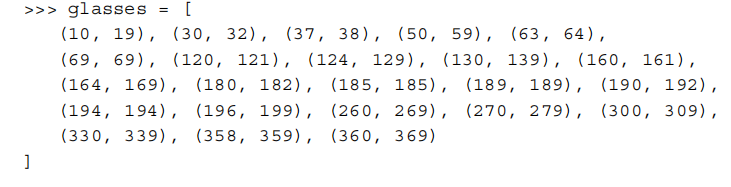 >>> glasses = [
(10, 19), (30, 32), (37, 38), (50, 59), (63, 64),
(69, 69), (120, 121), (124, 129), (130, 139), (160, 161),
(164, 169), (180, 182), (185, 185), (189, 189), (190, 192),
(194, 194), (196, 199), (260, 269), (270, 279), (300, 309),
(330, 339), (358, 359), (360, 369)
]